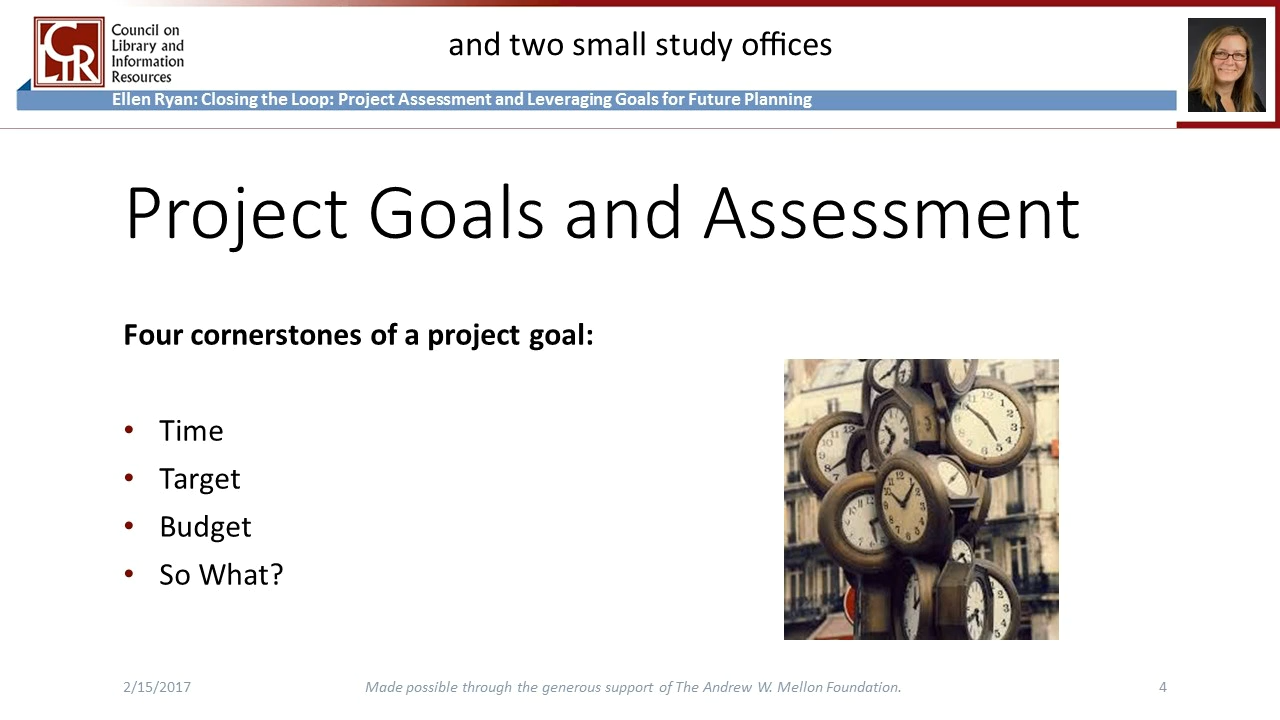 CLIR
Council on
Library and
Information
Resources
and two small study offices
Ellen Ryan: Closing the Loop: Project Assessment and Leveraging Goals for Future Planning
Project Goals and Assessment
Four cornerstones of a project goal:
• Time
• Target
• Budget
• So What?
2/15/2017
Made possible through the generous support of The Andrew W. Mellon Foundation.
4